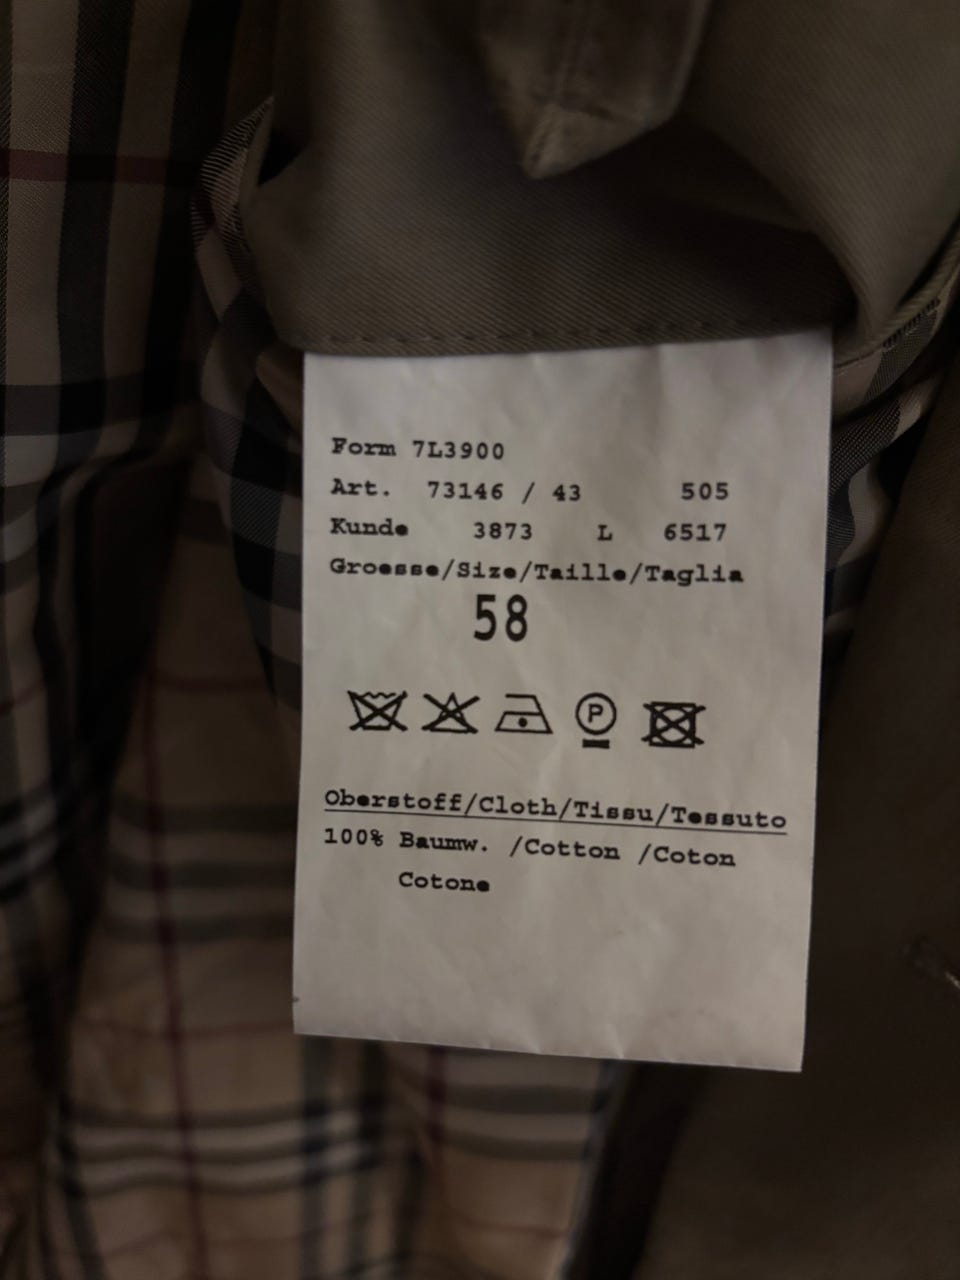 Form 7L3900
Art. 73146 / 43 505
Kunde 3873 L 6517
Groesse/Size/Taille/Taglia
58
P
Oberstoff/Cloth/Tissu/Tessuto
100% Baumw. /Cotton /Coton
Cotone